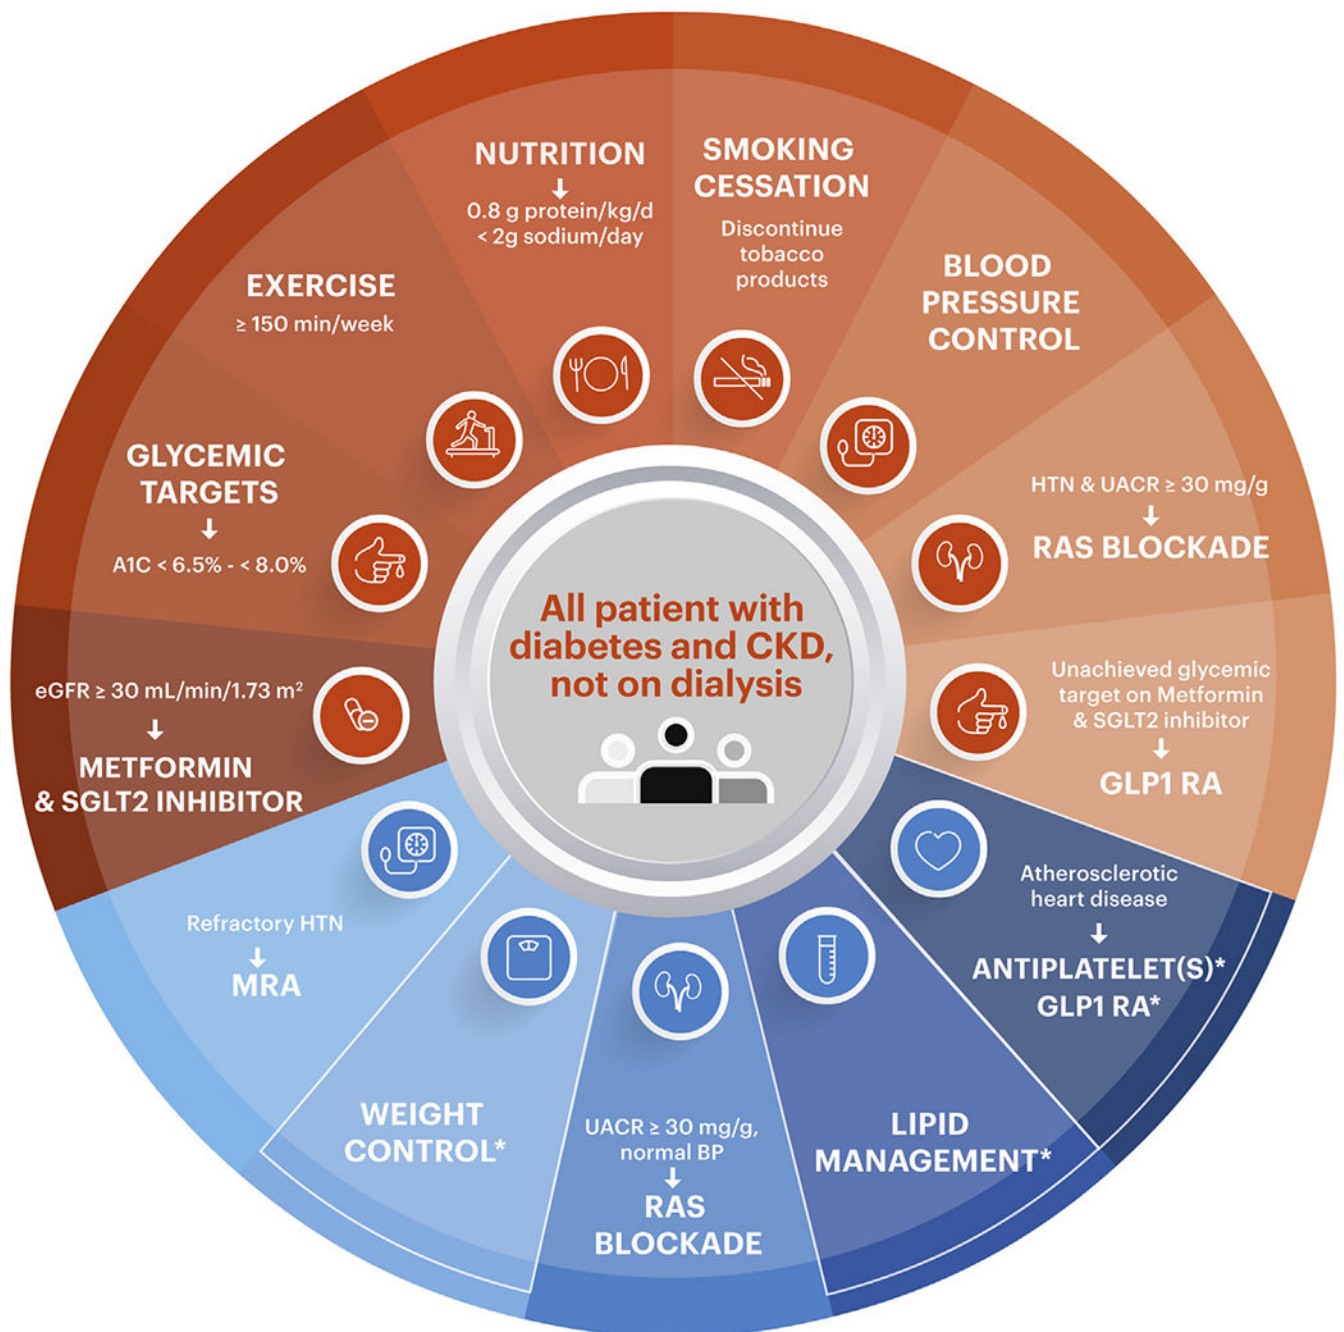 All patient with
diabetes and CKD,
not on dialysis
NUTRITION
↓
0.8 g protein/kg/d
< 2g sodium/day
SMOKING
CESSATION
Discontinue
tobacco
products
BLOOD
PRESSURE
CONTROL
HTN & UACR ≥ 30 mg/g
↓
RAS BLOCKADE
Unachieved glycemic
target on Metformin
& SGLT2 inhibitor
↓
GLP1 RA
Atherosclerotic
heart disease
↓
ANTIPLATELET(S)*
GLP1 RA*
LIPID
MANAGEMENT*
UACR ≥ 30 mg/g,
normal BP
↓
RAS
BLOCKADE
WEIGHT
CONTROL*
Refractory HTN
↓
MRA
eGFR ≥ 30 mL/min/1.73 m²
↓
METFORMIN
& SGLT2 INHIBITOR
GLYCEMIC
TARGETS
↓
A1C < 6.5% - < 8.0%
EXERCISE
≥ 150 min/week